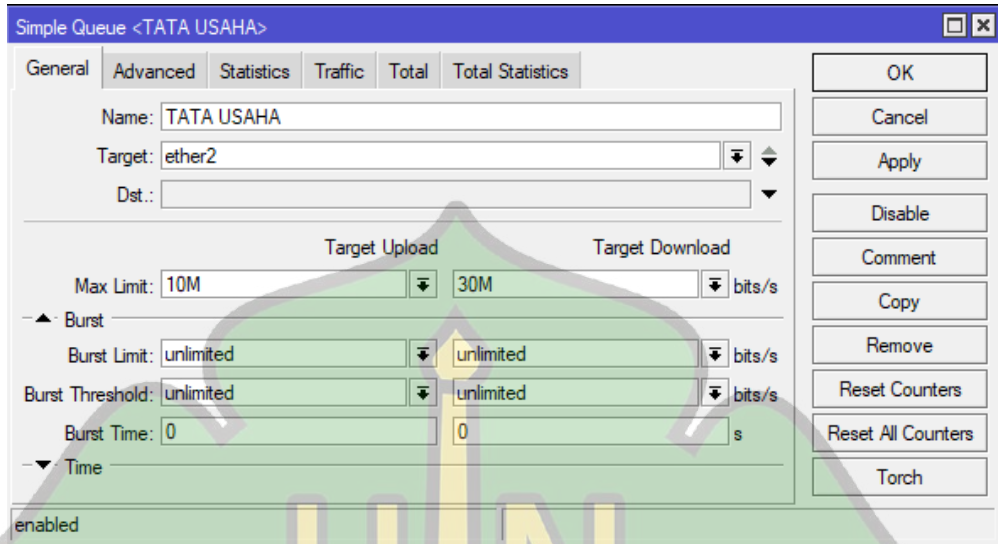 Simple Queue <TATA USAHA>
General Advanced Statistics Traffic Total Total Statistics
Name: TATA USAHA
Target: ether2
Dst.:
Target Upload Target Download
Max Limit: 10M 30M bits/s
Burst
Burst Limit: unlimited unlimited bits/s
Burst Threshold: unlimited unlimited bits/s
Burst Time: 0 0 s
Time
enabled
OK
Cancel
Apply
Disable
Comment
Copy
Remove
Reset Counters
Reset All Counters
Torch
UIN